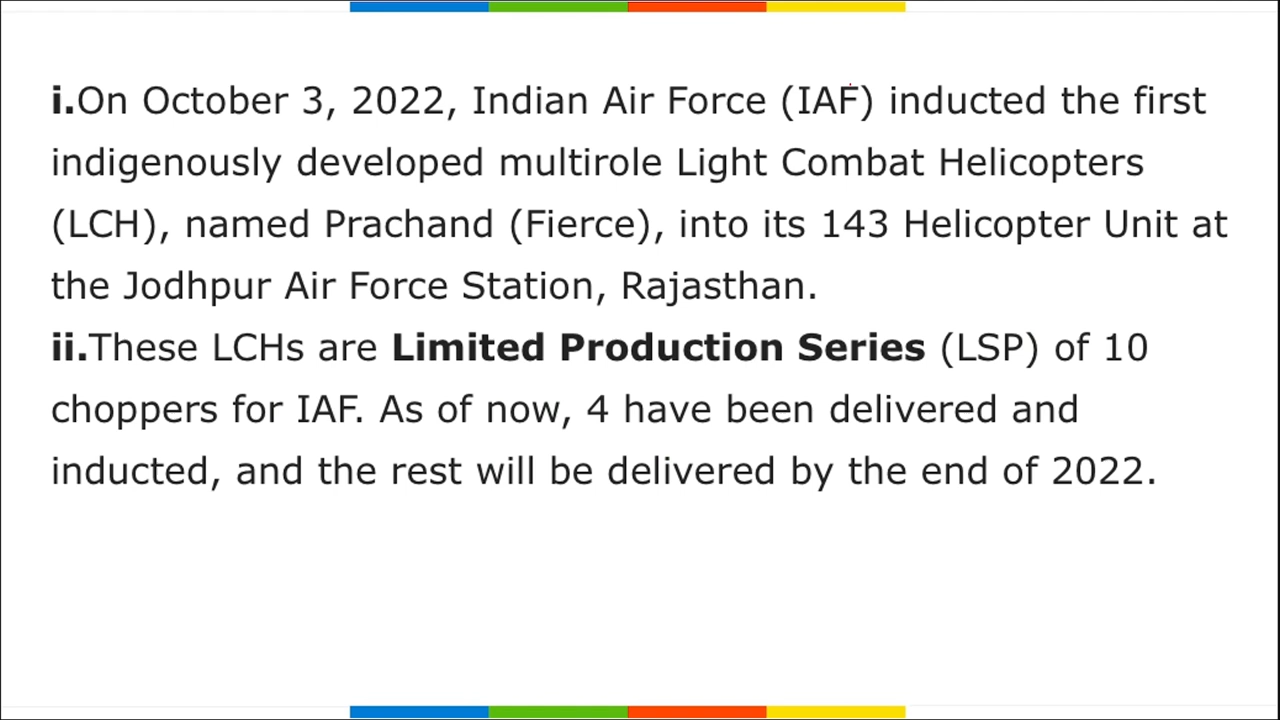 i.On October 3, 2022, Indian Air Force (IAF) inducted the first
indigenously developed multirole Light Combat Helicopters
(LCH), named Prachand (Fierce), into its 143 Helicopter Unit at
the Jodhpur Air Force Station, Rajasthan.
ii.These LCHs are Limited Production Series (LSP) of 10
choppers for IAF. As of now, 4 have been delivered and
inducted, and the rest will be delivered by the end of 2022.